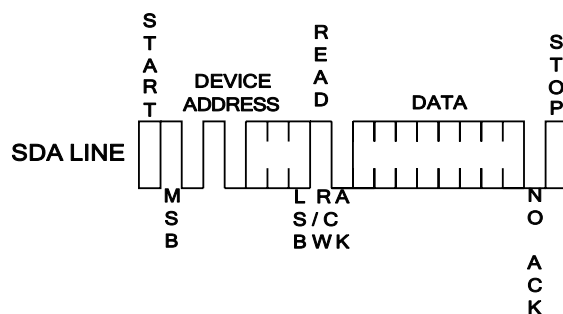 START
DEVICE
ADDRESS
READ
DATA
STOP
SDA LINE
MSB
LSB
R/W
ACK
NO ACK